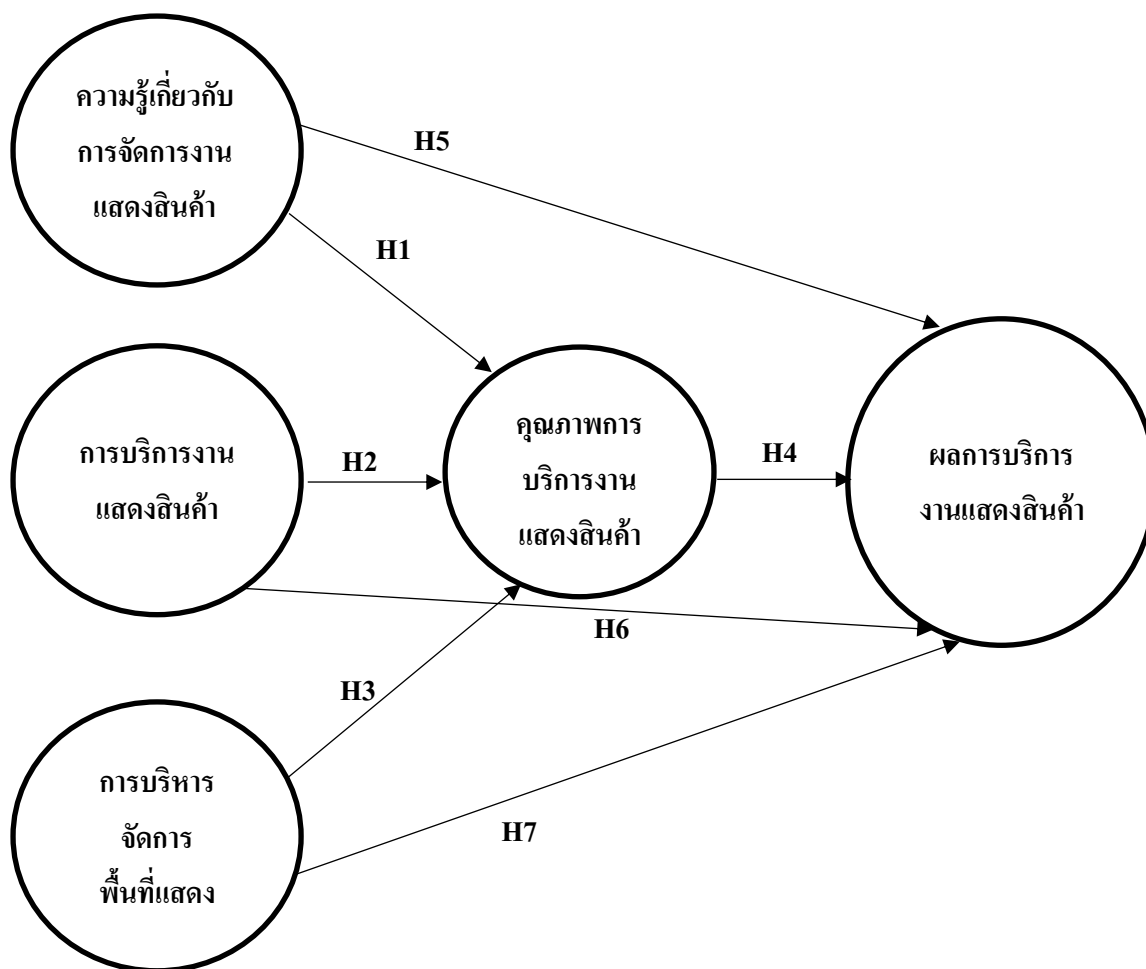 ความรู้เกี่ยวกับ
การจัดการงาน
แสดงสินค้า
H5
H1
การบริการงาน
แสดงสินค้า
H2
คุณภาพการ
บริการงาน
แสดงสินค้า
H4
ผลการบริการ
งานแสดงสินค้า
H6
H3
การบริหาร
จัดการ
พื้นที่แสดง
H7